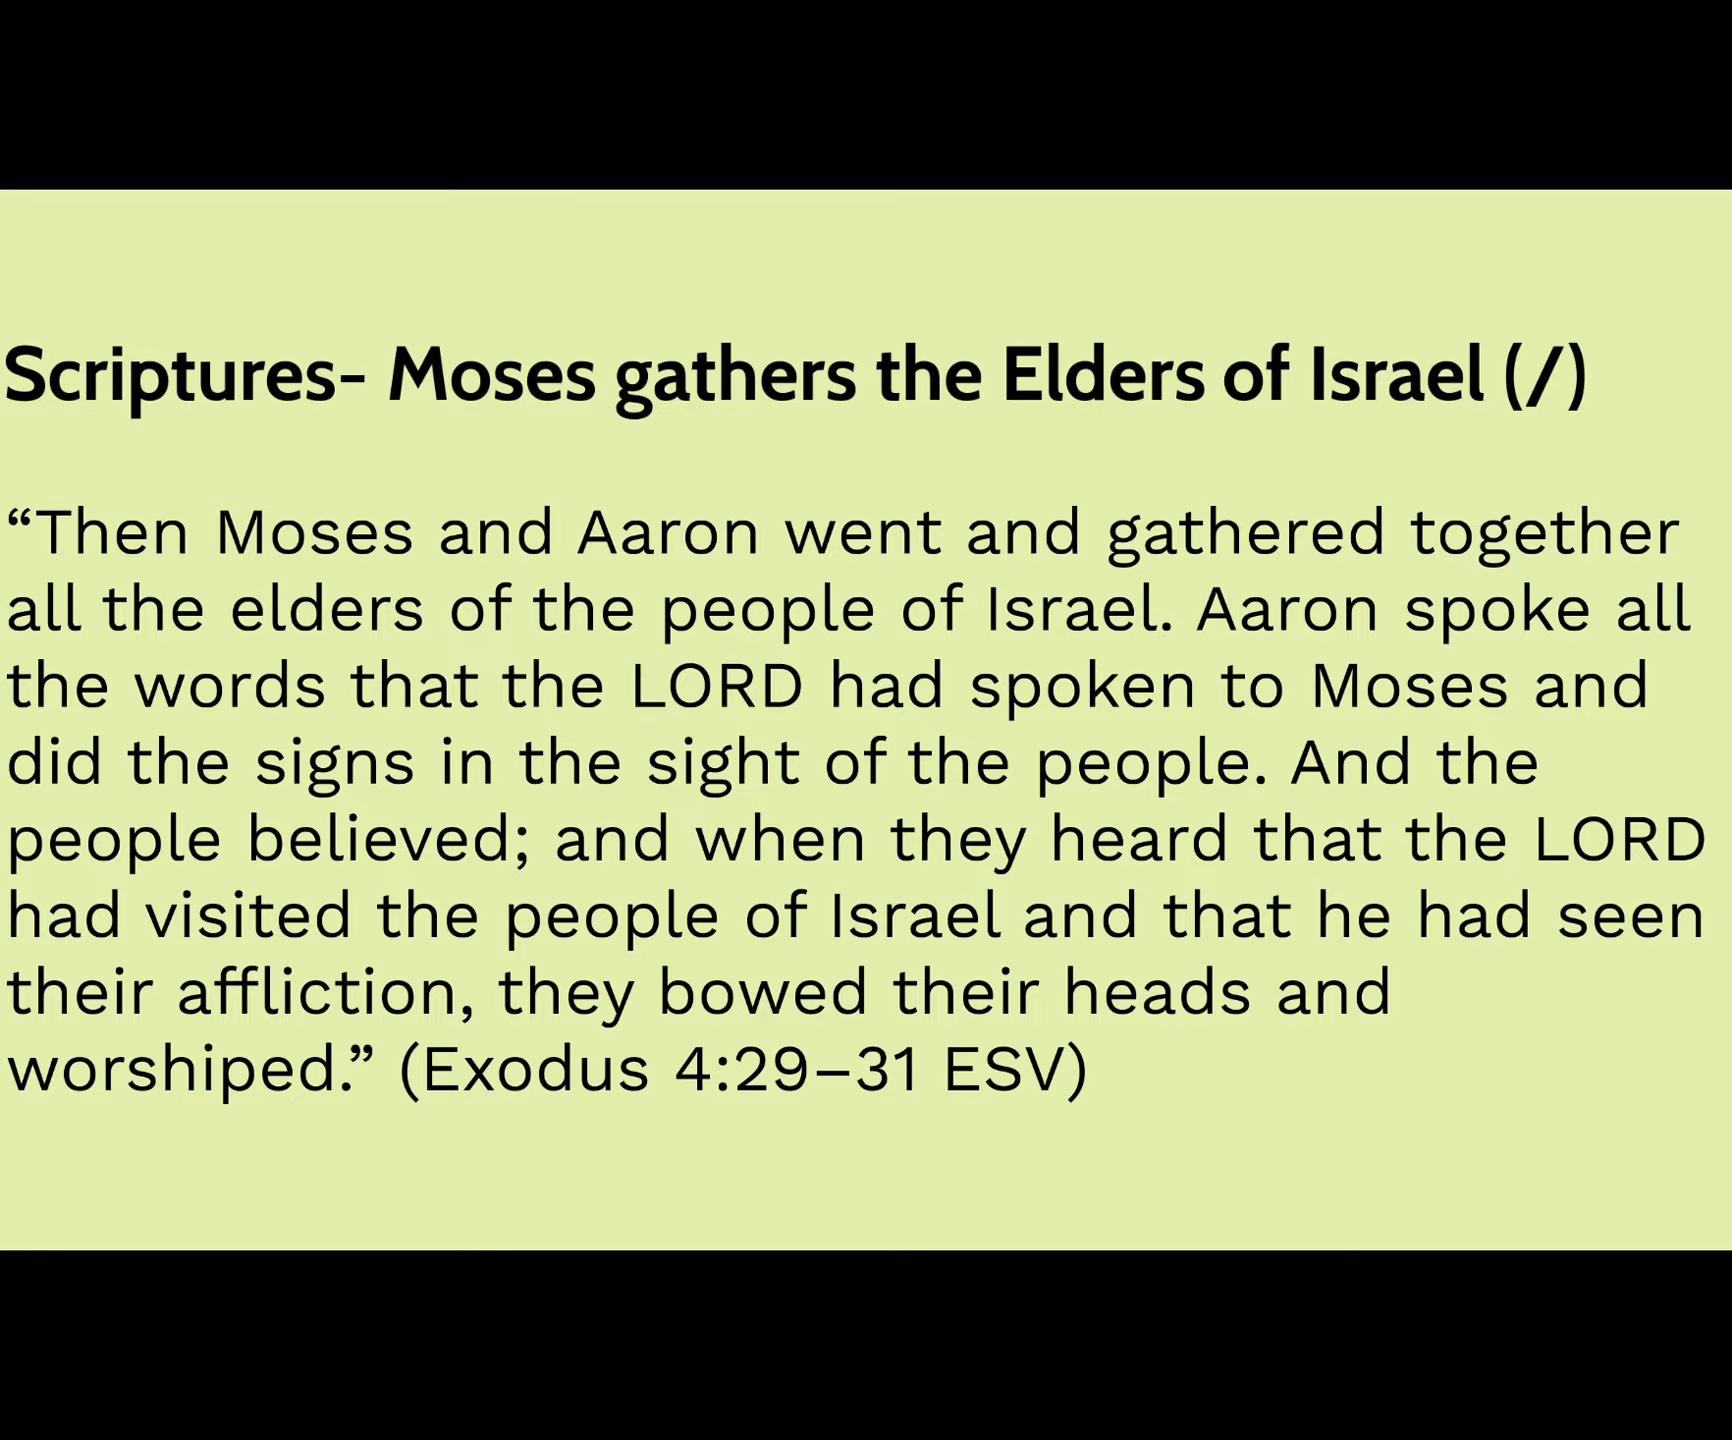 Scriptures- Moses gathers the Elders of Israel (/)
“Then Moses and Aaron went and gathered together
all the elders of the people of Israel. Aaron spoke all
the words that the LORD had spoken to Moses and
did the signs in the sight of the people. And the
people believed; and when they heard that the LORD
had visited the people of Israel and that he had seen
their affliction, they bowed their heads and
worshiped.” (Exodus 4:29–31 ESV)